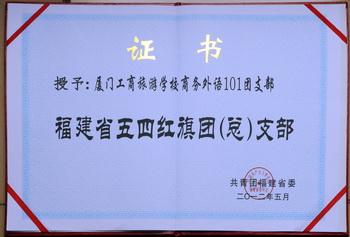 证书
授予：厦门工商旅游学校商务外语101团支部
福建省五四红旗团(总)支部
共青团福建省委
二〇一二年五月